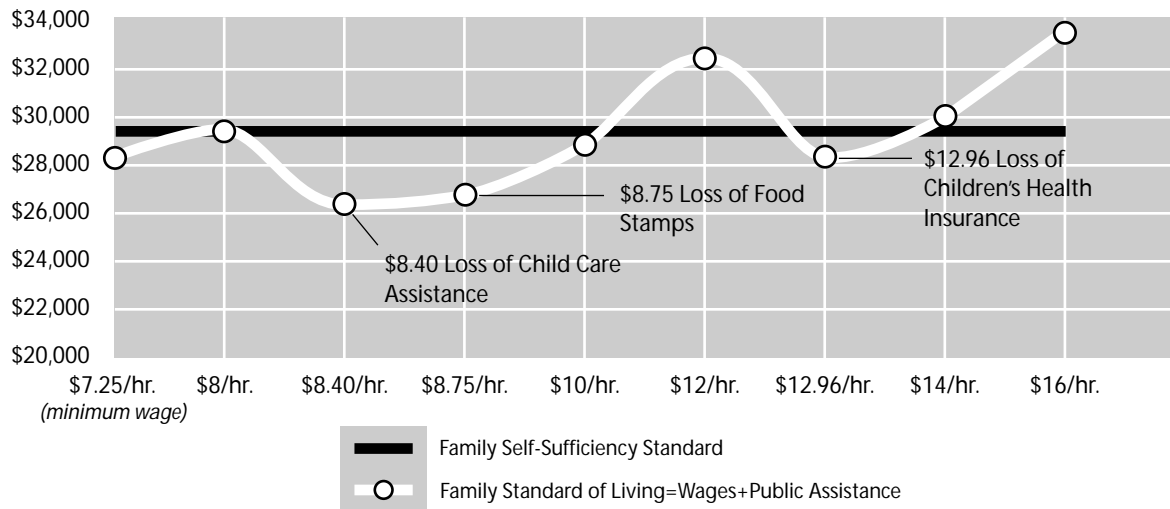 $34,000
$32,000
$30,000
$28,000
$26,000
$24,000
$22,000
$20,000
$12.96 Loss of
Children’s Health
Insurance
$8.75 Loss of Food
Stamps
$8.40 Loss of Child Care
Assistance
$7.25/hr. $8/hr. $8.40/hr. $8.75/hr. $10/hr. $12/hr. $12.96/hr. $14/hr. $16/hr.
(minimum wage)
Family Self-Sufficiency Standard
Family Standard of Living=Wages+Public Assistance